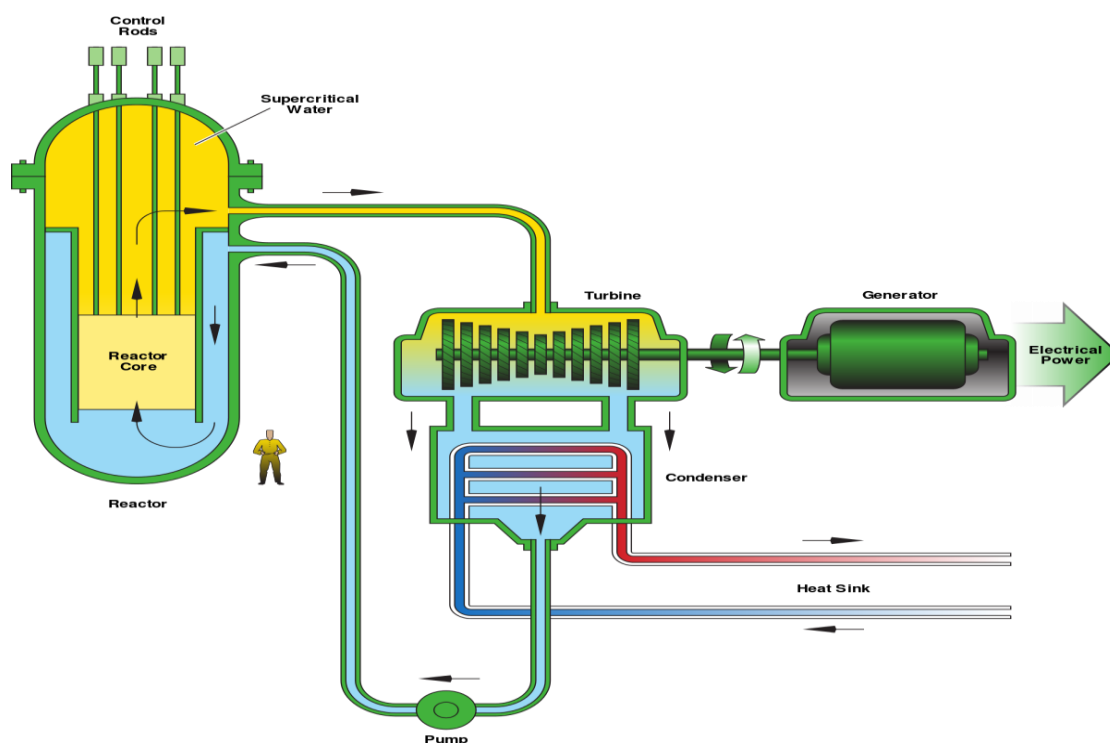 Control
Rods
Supercritical
Water
Turbine
Generator
Electrical
Power
Reactor
Core
Condenser
Reactor
Heat Sink
Pump